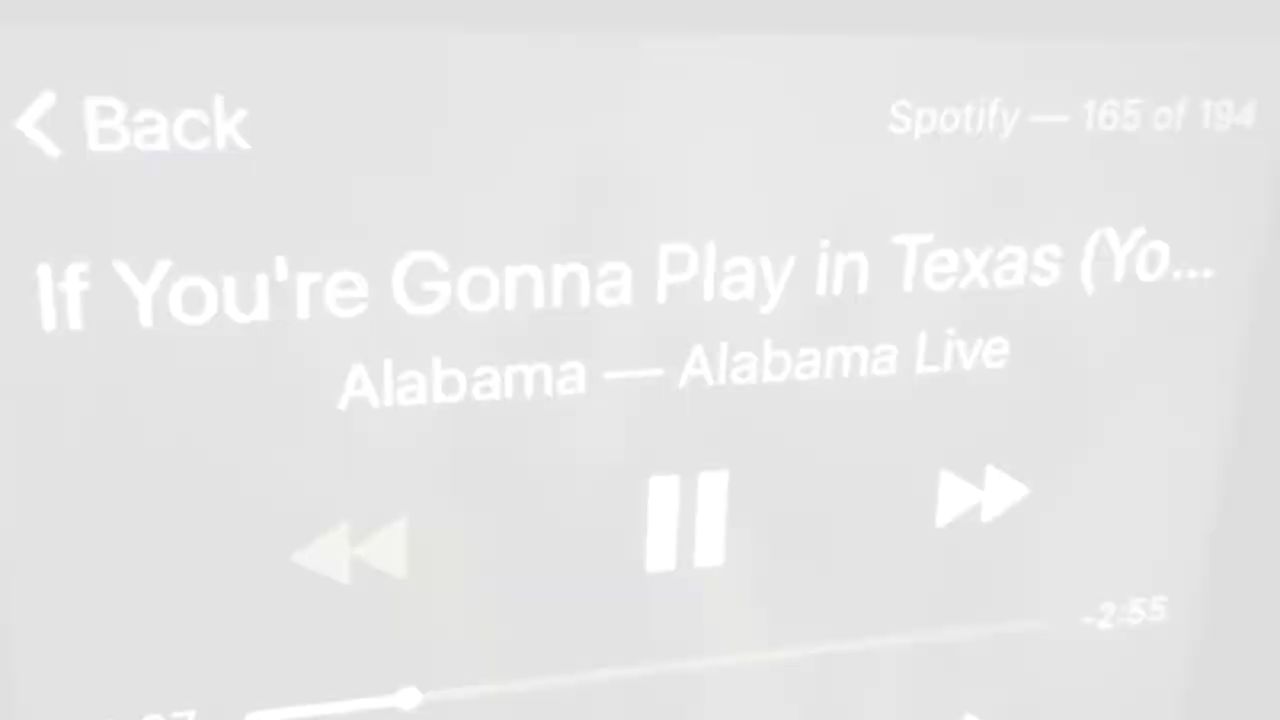 Back
Spotify — 165 of 194
If You're Gonna Play in Texas (Yo...
Alabama — Alabama Live
-2:55